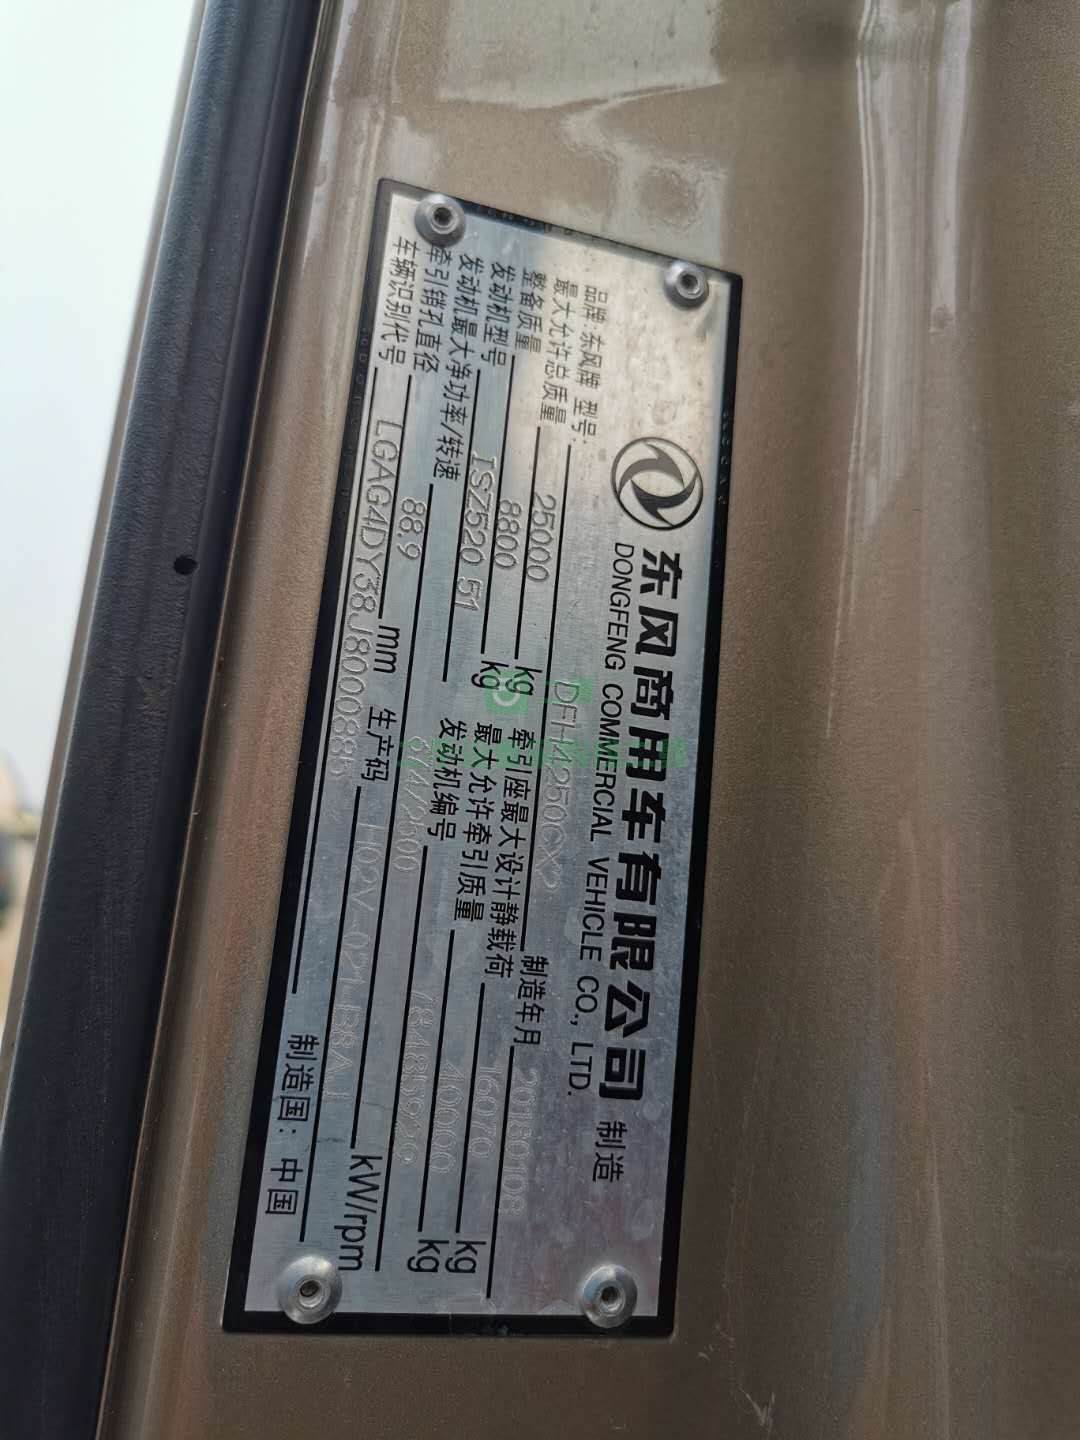 东风商用车有限公司 制造
DONGFENG COMMERCIAL VEHICLE CO., LTD.
品牌:东风牌 型号: DFH4250CX2 制造年月 20180108
最大允许总质量 25000 kg 牵引座最大设计静载荷 16070 kg
整备质量 8800 kg 最大允许牵引质量 40000 kg
发动机型号 ISZ520 51 发动机编号 78485929
发动机最大净功率/转速 kW/rpm
牵引销孔直径 88.9 mm 生产码
车辆识别代号 LGAG4DY38J8000885 制造国: 中国